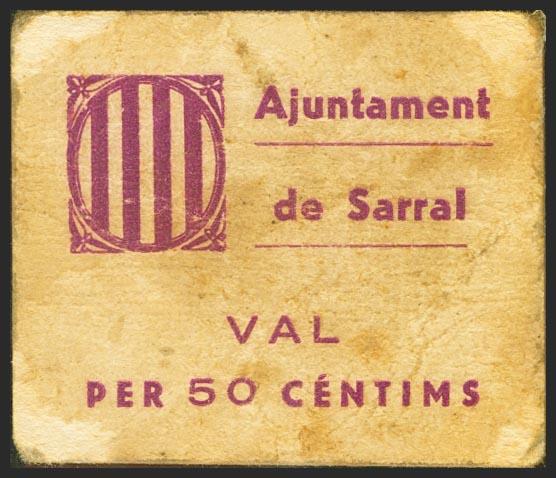 Ajuntament
de Sarral
VAL
PER 50 CÉNTIMS